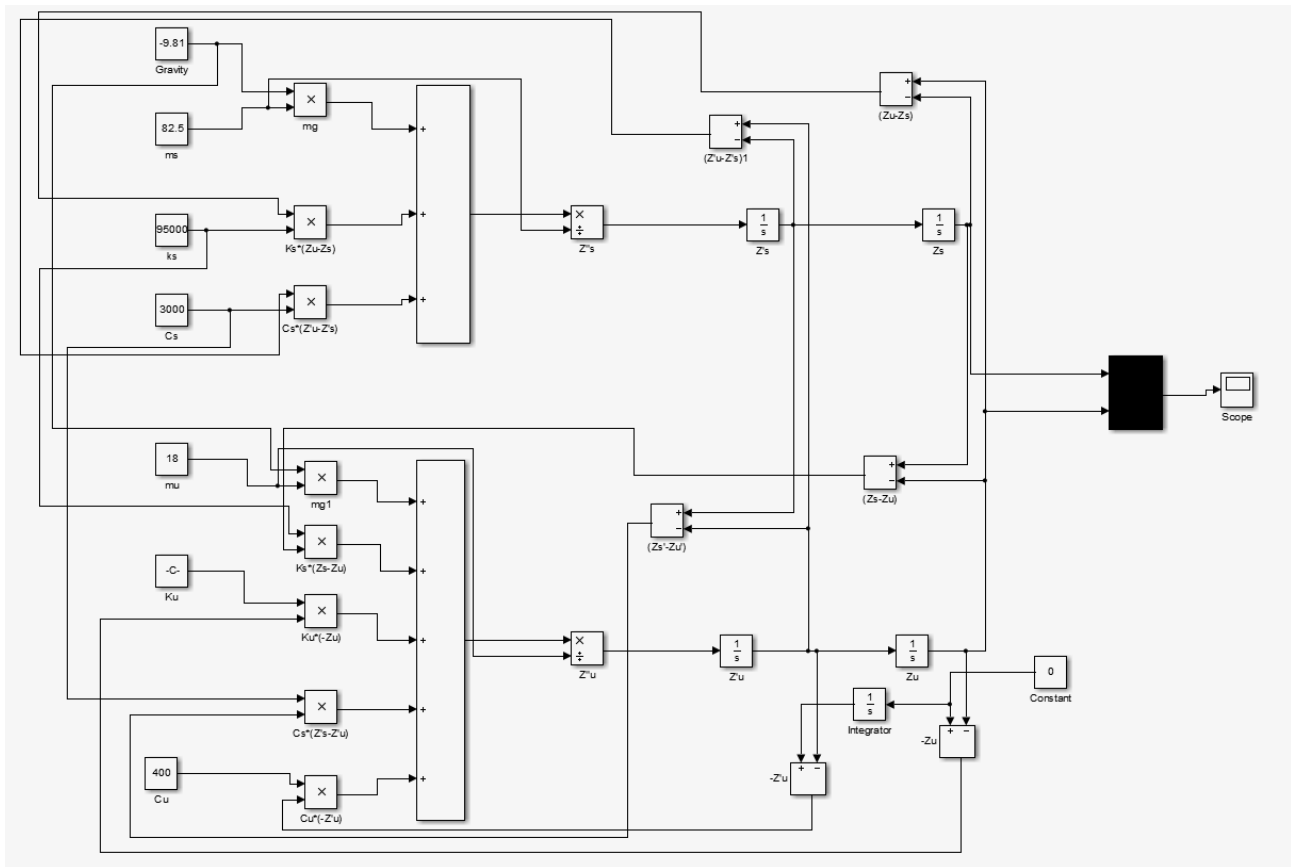 -9.81
Gravity
82.5
ms
×
mg
+
+
−
(Zu-Zs)
+
−
(Z'u-Z's)1
95000
ks
×
Ks*(Zu-Zs)
+
×
÷
Z''s
1
s
Z's
1
s
Zs
3000
Cs
×
Cs*(Z'u-Z's)
+
Scope
18
mu
×
mg1
+
+
−
(Zs-Zu)
+
−
(Zs'-Zu')
×
Ks*(Zs-Zu)
+
-C-
Ku
×
Ku*(-Zu)
+
×
÷
Z''u
1
s
Z'u
1
s
Zu
0
Constant
×
Cs*(Z's-Z'u)
+
1
s
Integrator
+ −
-Zu
400
Cu
×
Cu*(-Z'u)
+
+ −
-Z'u